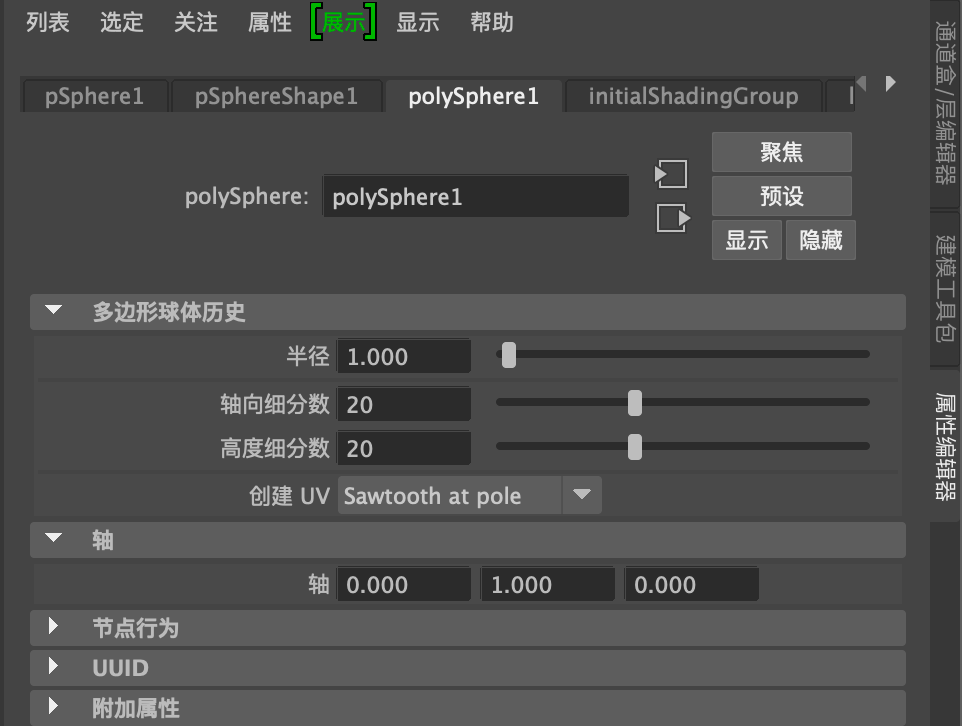 列表 选定 关注 属性 展示 显示 帮助
pSphere1 pSphereShape1 polySphere1 initialShadingGroup
polySphere: polySphere1
聚焦
预设
显示 隐藏
多边形球体历史
半径 1.000
轴向细分数 20
高度细分数 20
创建 UV Sawtooth at pole
轴
轴 0.000 1.000 0.000
节点行为
UUID
附加属性
通道盒/层编辑器
建模工具包
属性编辑器